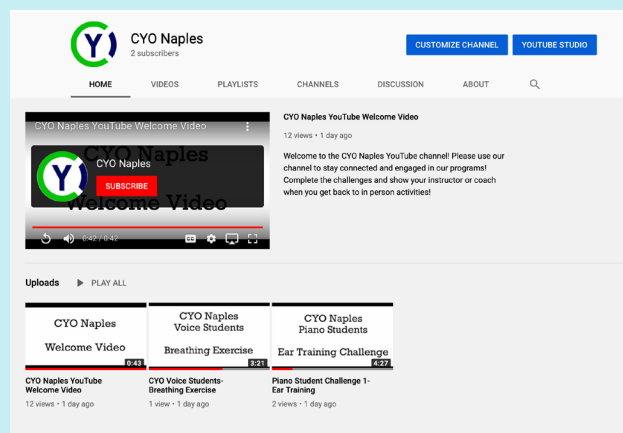 CYO Naples
2 subscribers
CUSTOMIZE CHANNEL
YOUTUBE STUDIO
HOME VIDEOS PLAYLISTS CHANNELS DISCUSSION ABOUT
CYO Naples YouTube Welcome Video
CYO Naples
CYO Naples
SUBSCRIBE
Welcome Video
0:42 / 0:42
CC
CYO Naples YouTube Welcome Video
12 views • 1 day ago
Welcome to the CYO Naples YouTube channel! Please use our
channel to stay connected and engaged in our programs!
Complete the challenges and show your instructor or coach
when you get back to in person activities!
Uploads PLAY ALL
CYO Naples
Welcome Video
0:43
CYO Naples YouTube
Welcome Video
12 views • 1 day ago
CYO Naples
Voice Students
Breathing Exercise
3:21
CYO Voice Students-
Breathing Exercise
1 view • 1 day ago
CYO Naples
Piano Students
Ear Training Challenge
4:27
Piano Student Challenge 1-
Ear Training
2 views • 1 day ago